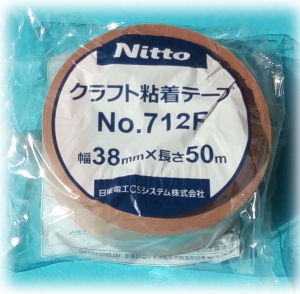 Nitto
クラフト粘着テープ
No.712F
幅38mm×長さ50m
日東電工CSシステム株式会社